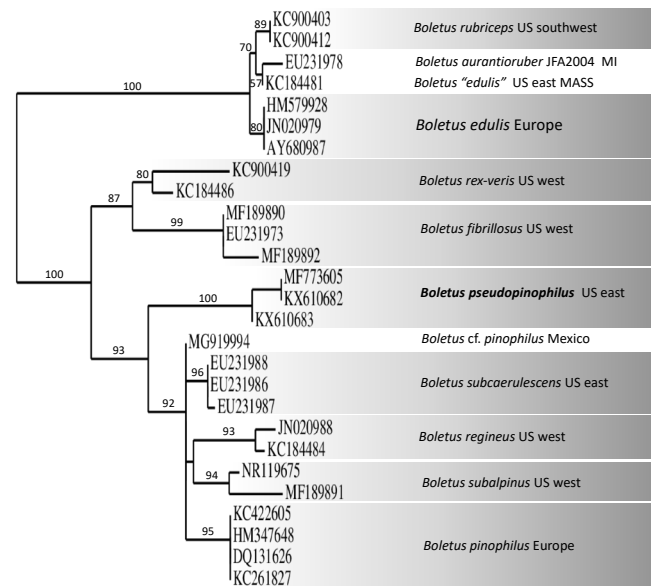 89
KC900403
KC900412
Boletus rubriceps US southwest
70
EU231978
Boletus aurantioruber JFA2004 MI
57
KC184481
Boletus “edulis” US east MASS
100
HM579928
80
JN020979
Boletus edulis Europe
AY680987
80
KC900419
KC184486
Boletus rex-veris US west
87
MF189890
99
EU231973
Boletus fibrillosus US west
MF189892
100
MF773605
100
KX610682
Boletus pseudopinophilus US east
KX610683
93
MG919994
Boletus cf. pinophilus Mexico
EU231988
96
EU231986
Boletus subcaerulescens US east
EU231987
92
JN020988
93
KC184484
Boletus regineus US west
NR119675
94
MF189891
Boletus subalpinus US west
KC422605
95
HM347648
Boletus pinophilus Europe
DQ131626
KC261827